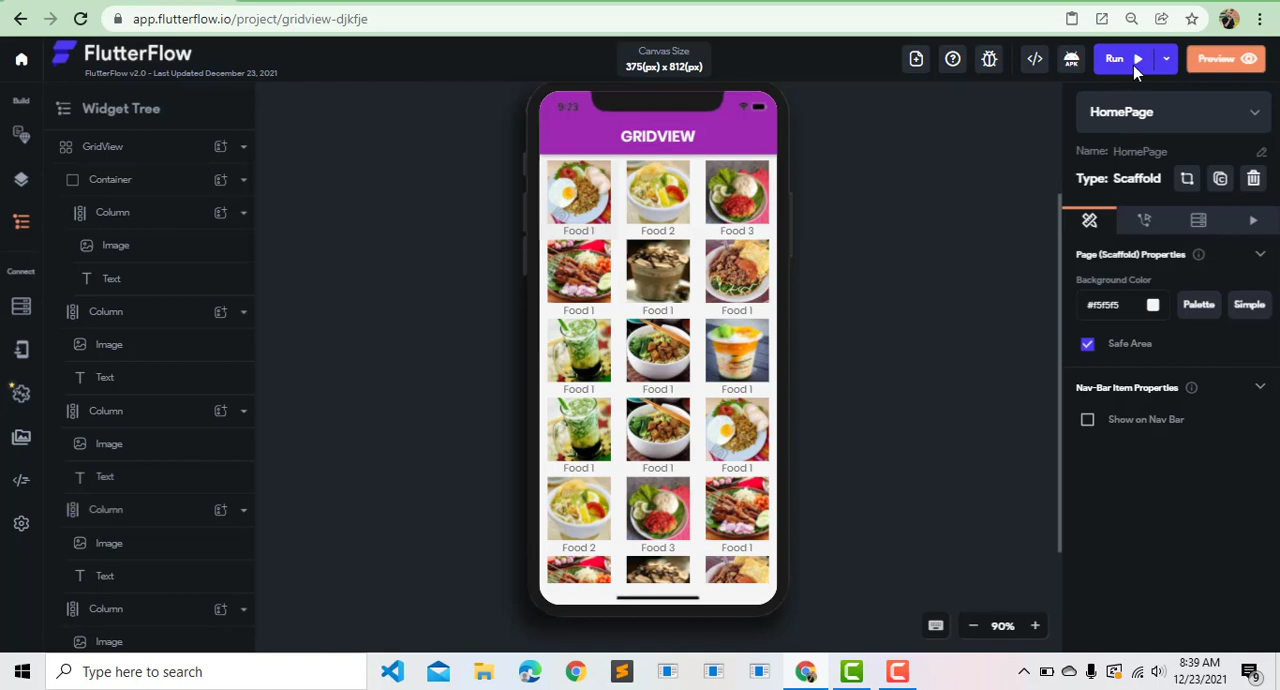 app.flutterflow.io/project/gridview-djkfje
FlutterFlow
FlutterFlow v2.0 - Last Updated December 23, 2021
Canvas Size
375(px) x 812(px)
APK
Run
Preview
Build
Widget Tree
GridView
Container
Column
Image
Text
Column
Image
Text
Column
Image
Text
Column
Image
Text
Column
Image
Connect
9:23
GRIDVIEW
Food 1 Food 2 Food 3
Food 1 Food 1 Food 1
Food 1 Food 1 Food 1
Food 1 Food 1 Food 1
Food 2 Food 3 Food 1
90%
HomePage
Name: HomePage
Type: Scaffold
Page (Scaffold) Properties
Background Color
#f5f5f5 Palette Simple
Safe Area
Nav-Bar Item Properties
Show on Nav Bar
Type here to search
8:39 AM
12/23/2021
9